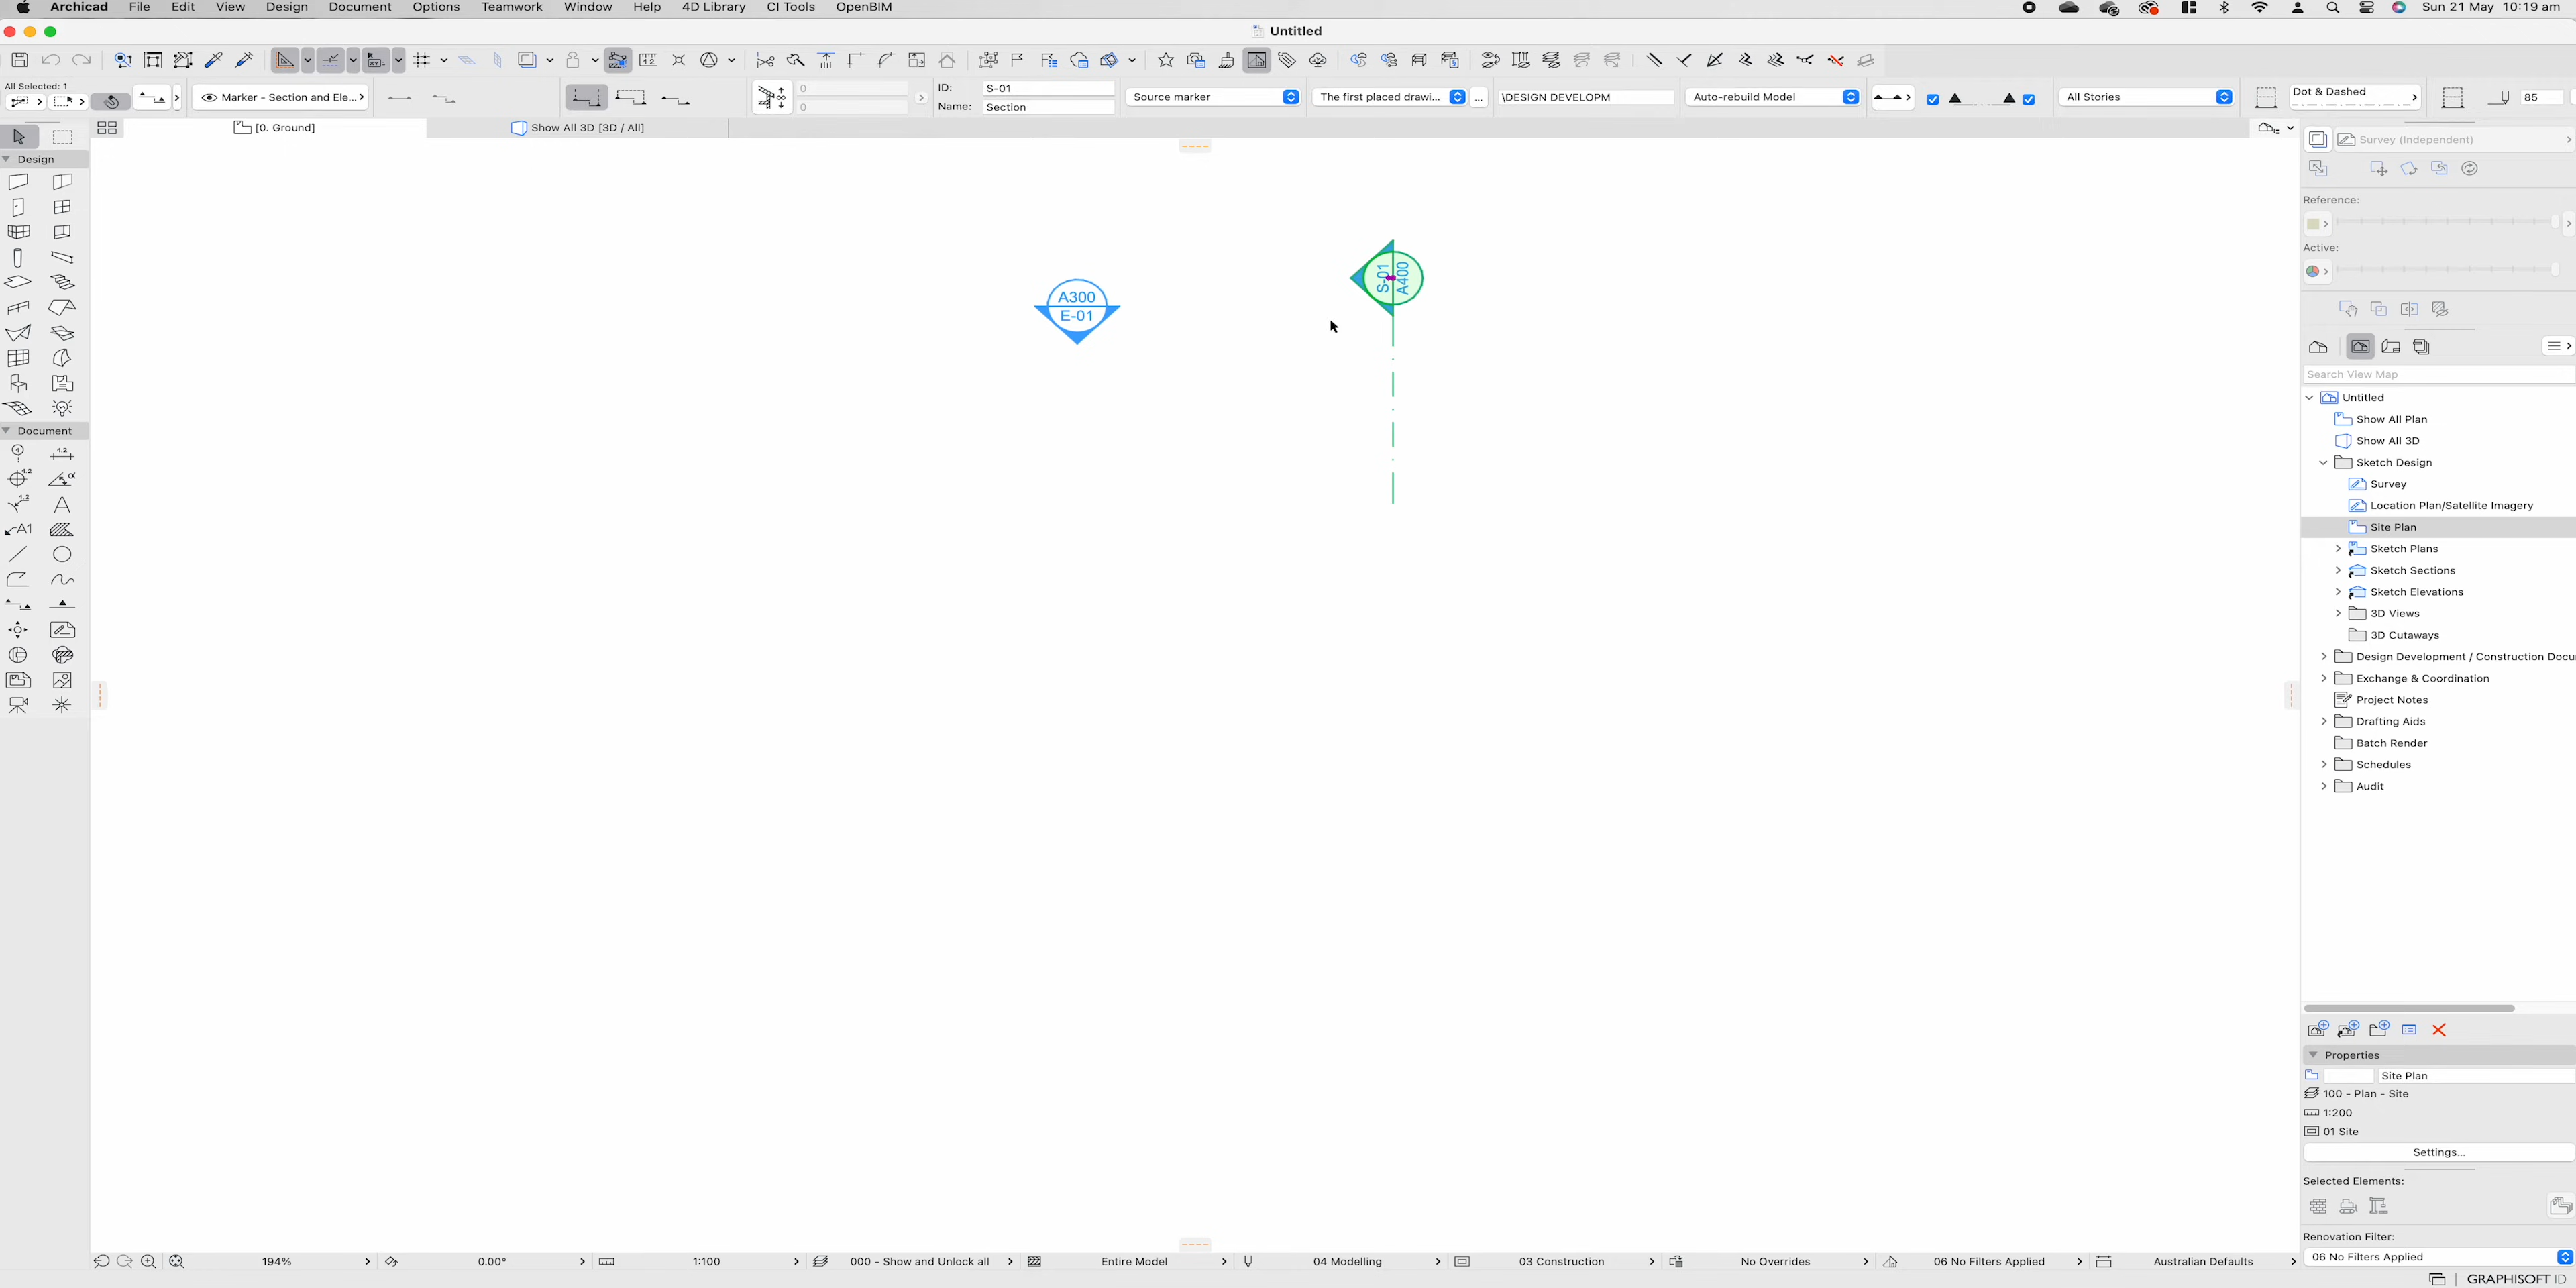 Archicad File Edit View Design Document Options Teamwork Window Help 4D Library CI Tools OpenBIM Sun 21 May 10:19 am
Untitled
All Selected: 1
Marker - Section and Ele...
0
0
ID: S-01
Name: Section
Source marker
The first placed drawi...
...
\DESIGN DEVELOPM
Auto-rebuild Model
All Stories
Dot & Dashed
85
[0. Ground]
Show All 3D [3D / All]
Design
Document
A1
A300
E-01
S-01
A400
Survey (Independent)
Reference:
Active:
Search View Map
Untitled
Show All Plan
Show All 3D
Sketch Design
Survey
Location Plan/Satellite Imagery
Site Plan
Sketch Plans
Sketch Sections
Sketch Elevations
3D Views
3D Cutaways
Design Development / Construction Docu
Exchange & Coordination
Project Notes
Drafting Aids
Batch Render
Schedules
Audit
Properties
Site Plan
100 - Plan - Site
1:200
01 Site
Settings...
Selected Elements:
Renovation Filter:
06 No Filters Applied
194% 0.00° 1:100 000 - Show and Unlock all Entire Model 04 Modelling 03 Construction No Overrides 06 No Filters Applied Australian Defaults
GRAPHISOFT ID